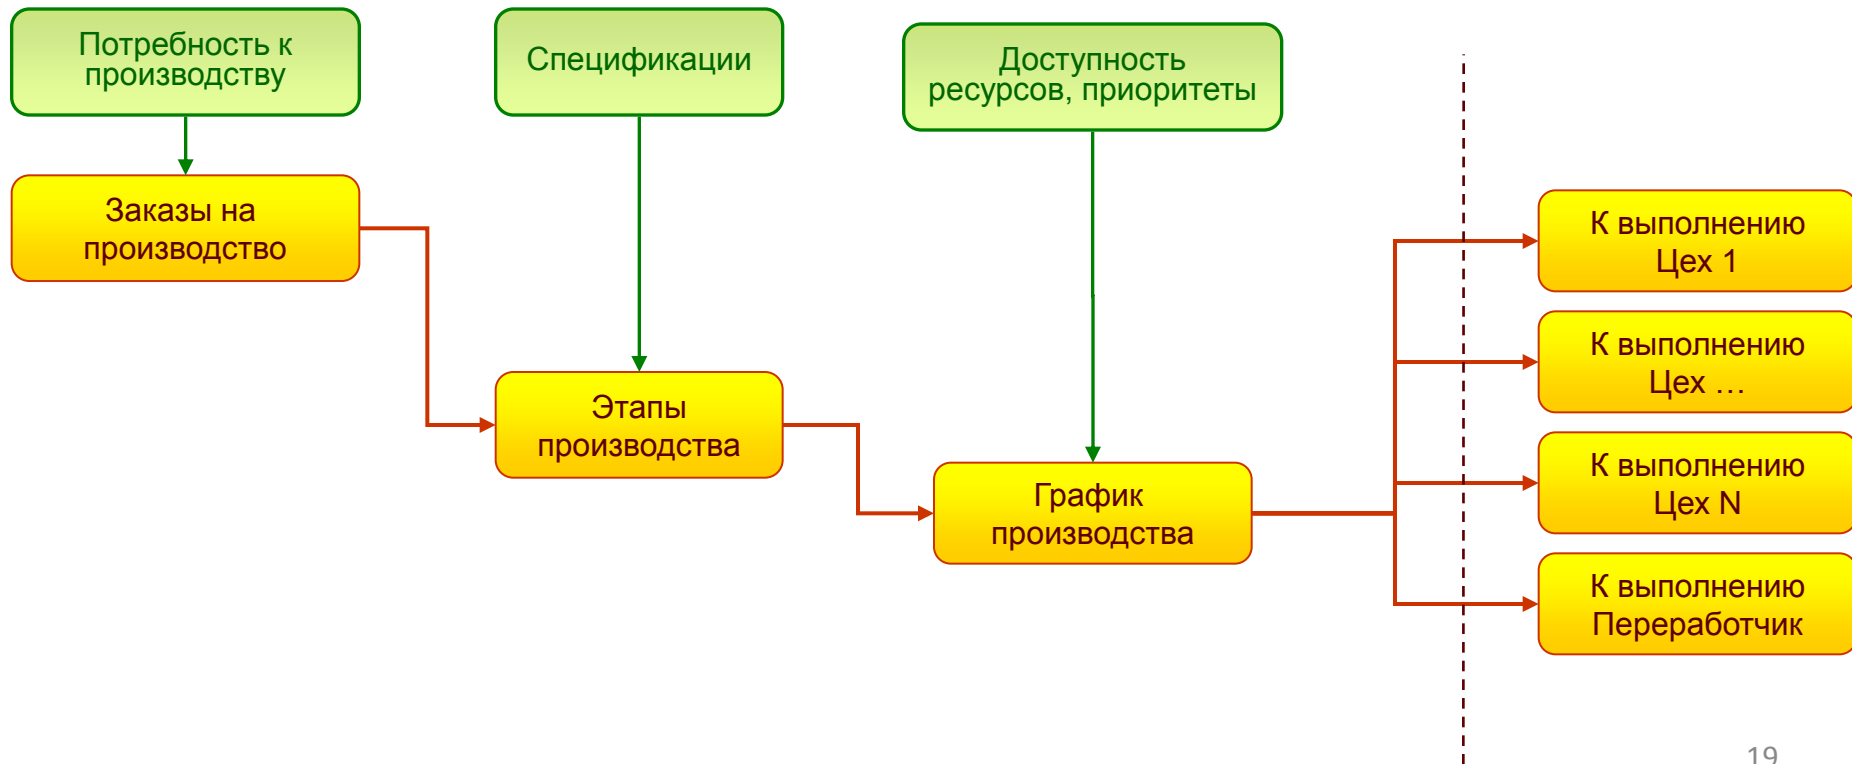 Потребность к
производству
Спецификации
Доступность
ресурсов, приоритеты
Заказы на
производство
Этапы
производства
График
производства
К выполнению
Цех 1
К выполнению
Цех …
К выполнению
Цех N
К выполнению
Переработчик
19